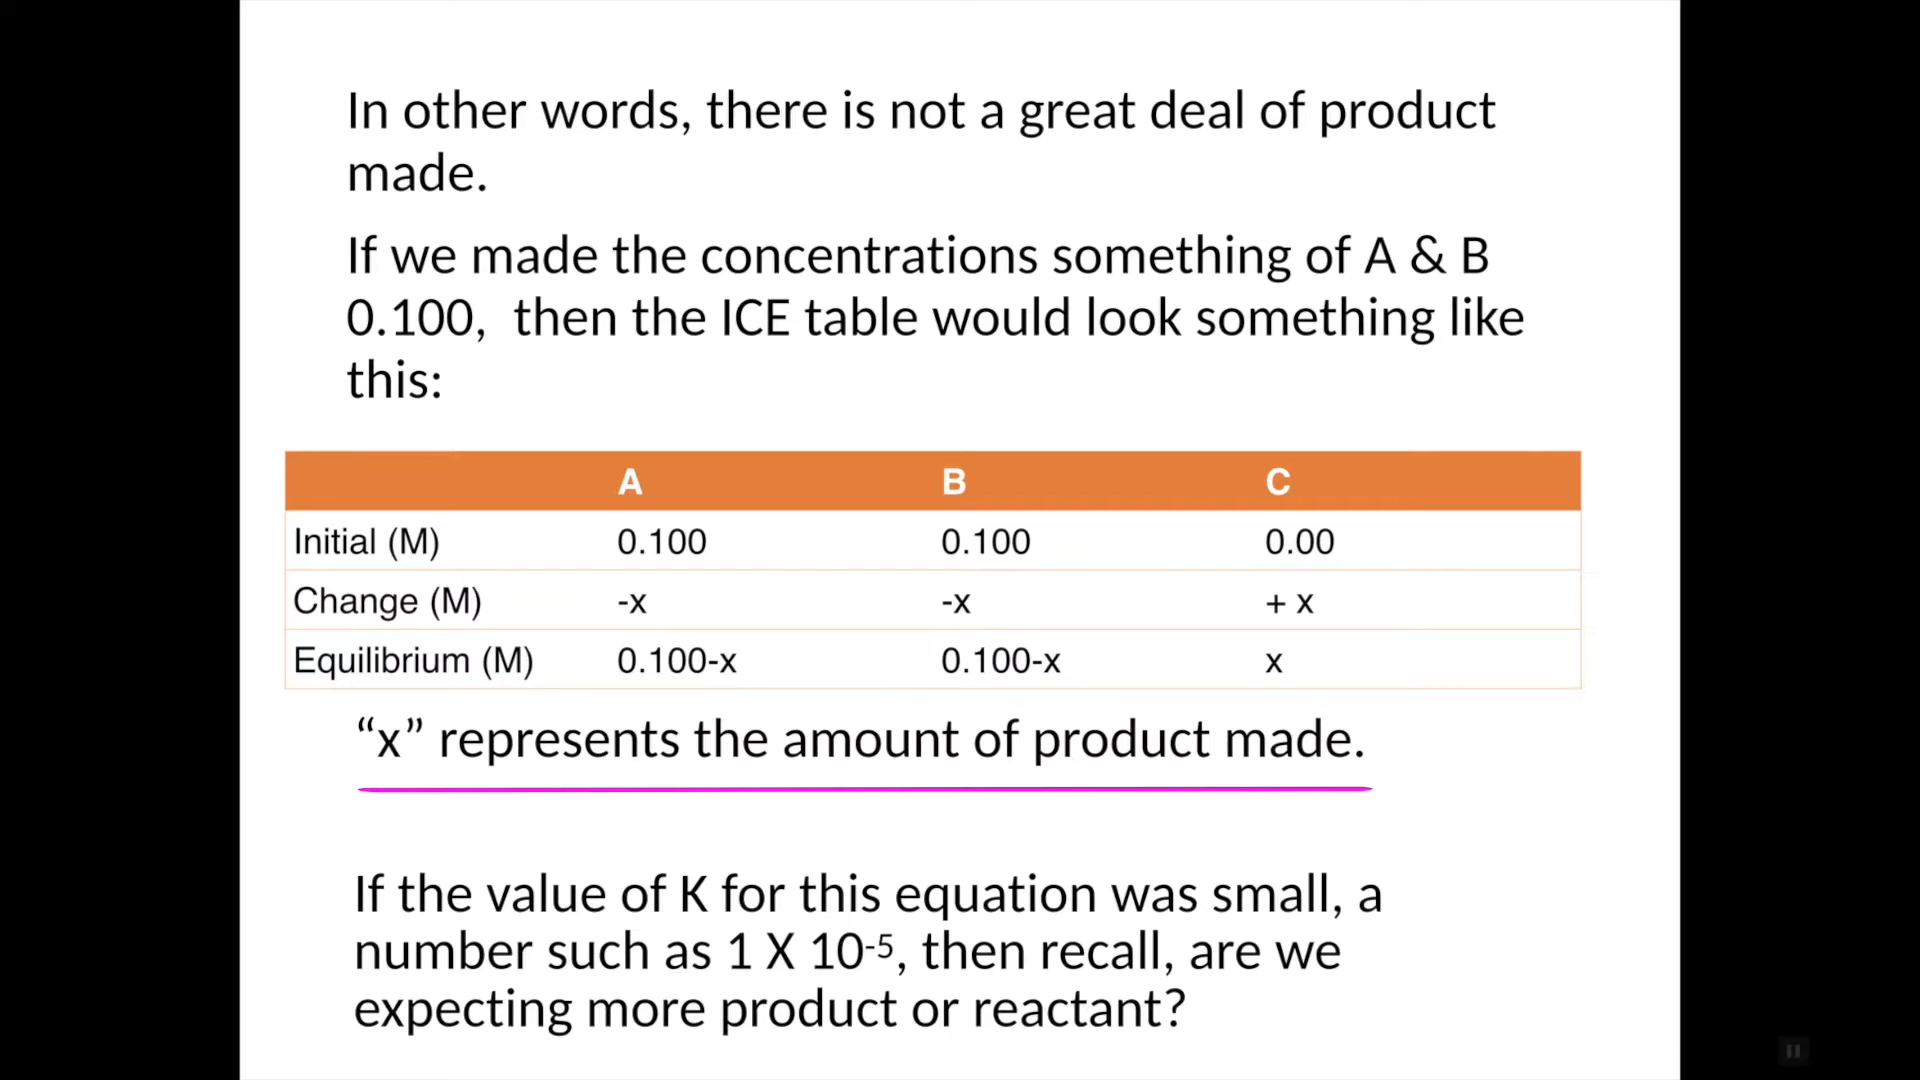 In other words, there is not a great deal of product
made.
If we made the concentrations something of A & B
0.100, then the ICE table would look something like
this:
A B C
Initial (M) 0.100 0.100 0.00
Change (M) -x -x + x
Equilibrium (M) 0.100-x 0.100-x x
“x” represents the amount of product made.
If the value of K for this equation was small, a
number such as 1 X 10-5, then recall, are we
expecting more product or reactant?